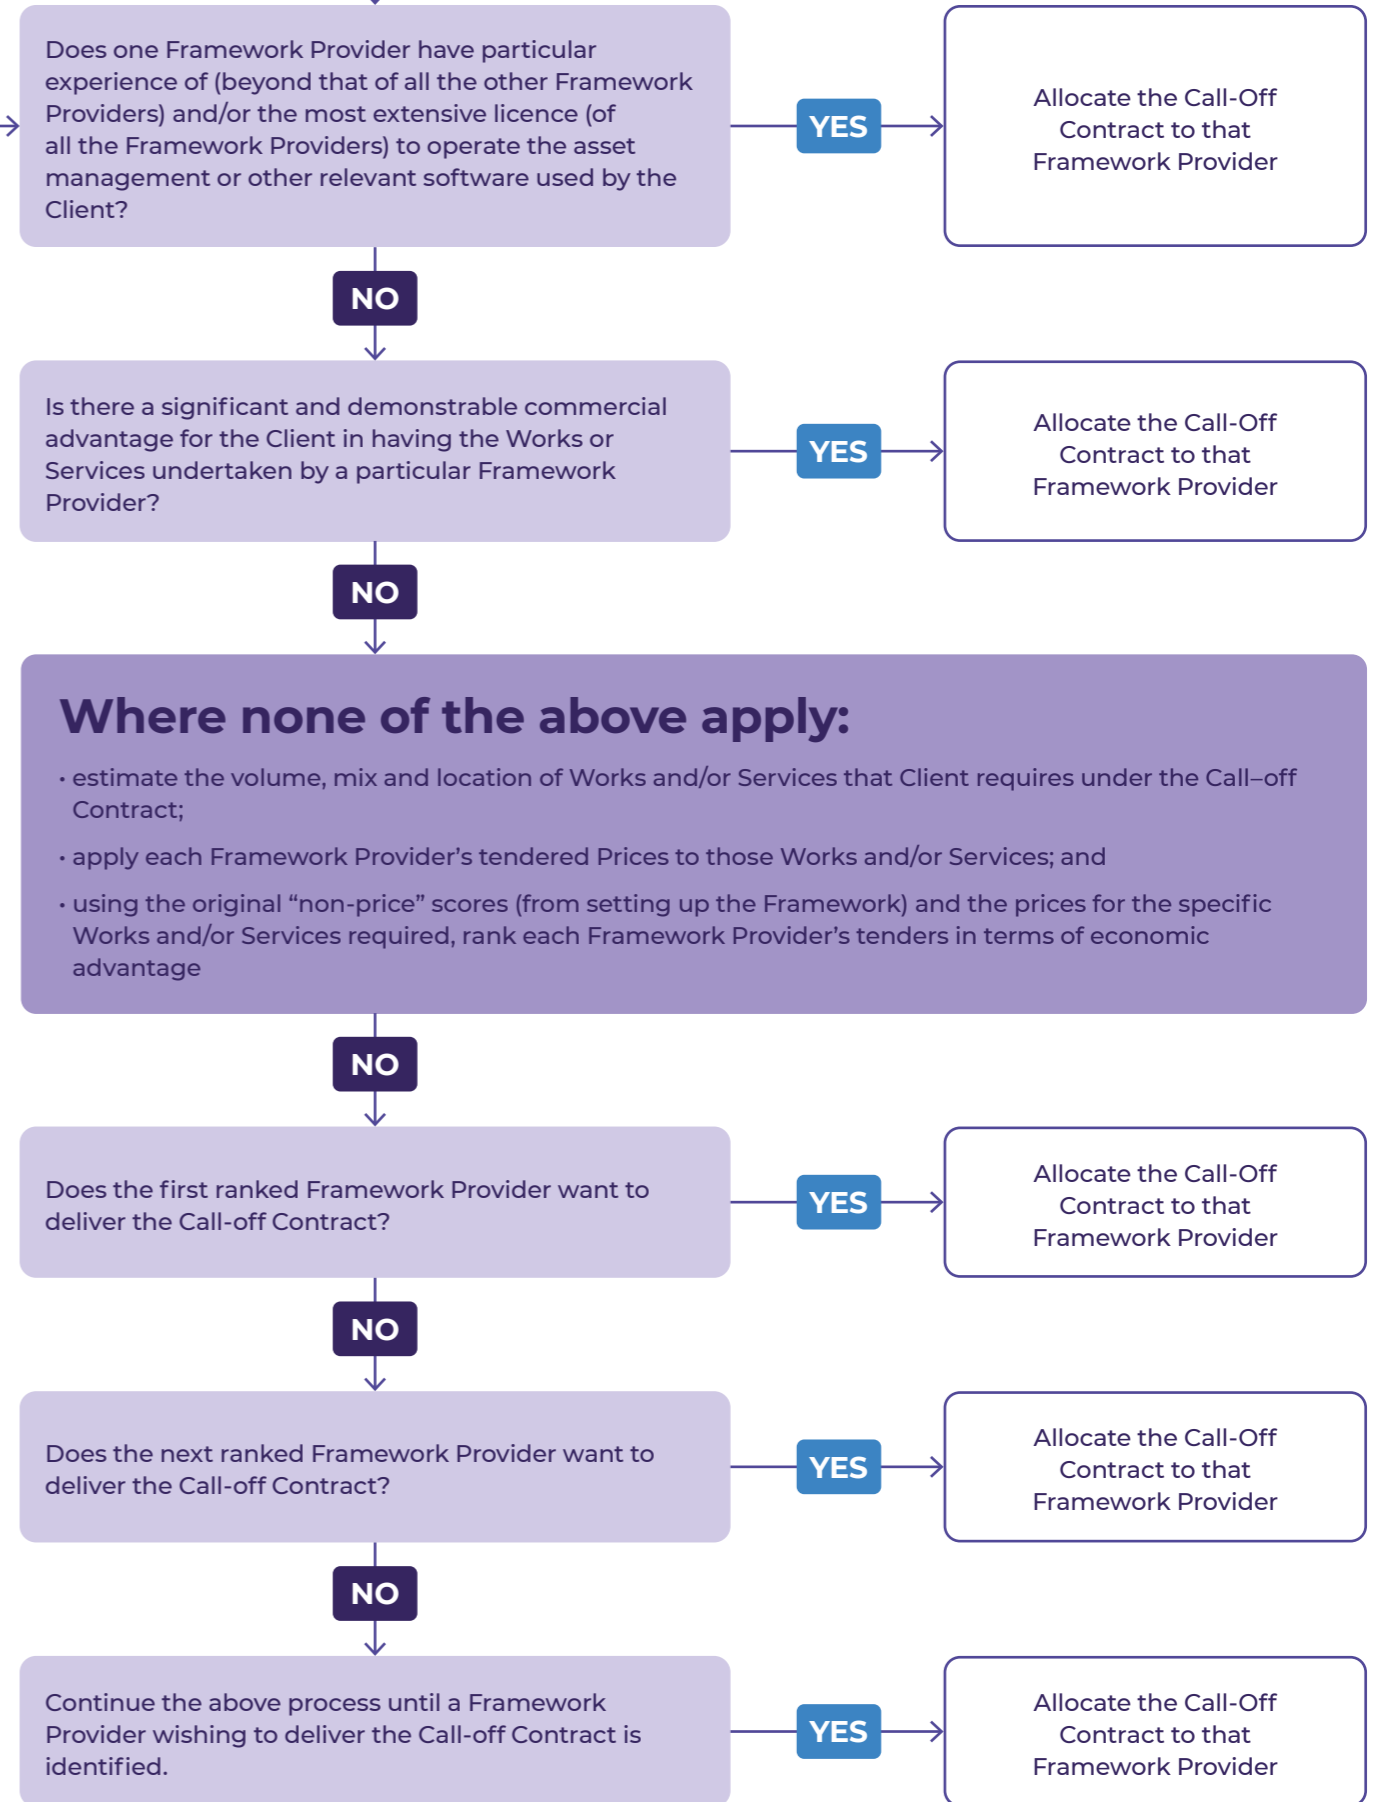 Does one Framework Provider have particular
experience of (beyond that of all the other Framework
Providers) and/or the most extensive licence (of
all the Framework Providers) to operate the asset
management or other relevant software used by the
Client?
YES
Allocate the Call-Off
Contract to that
Framework Provider
NO
Is there a significant and demonstrable commercial
advantage for the Client in having the Works or
Services undertaken by a particular Framework
Provider?
YES
Allocate the Call-Off
Contract to that
Framework Provider
NO
Where none of the above apply:
• estimate the volume, mix and location of Works and/or Services that Client requires under the Call–off
Contract;
• apply each Framework Provider’s tendered Prices to those Works and/or Services; and
• using the original “non-price” scores (from setting up the Framework) and the prices for the specific
Works and/or Services required, rank each Framework Provider’s tenders in terms of economic
advantage
NO
Does the first ranked Framework Provider want to
deliver the Call-off Contract?
YES
Allocate the Call-Off
Contract to that
Framework Provider
NO
Does the next ranked Framework Provider want to
deliver the Call-off Contract?
YES
Allocate the Call-Off
Contract to that
Framework Provider
NO
Continue the above process until a Framework
Provider wishing to deliver the Call-off Contract is
identified.
YES
Allocate the Call-Off
Contract to that
Framework Provider